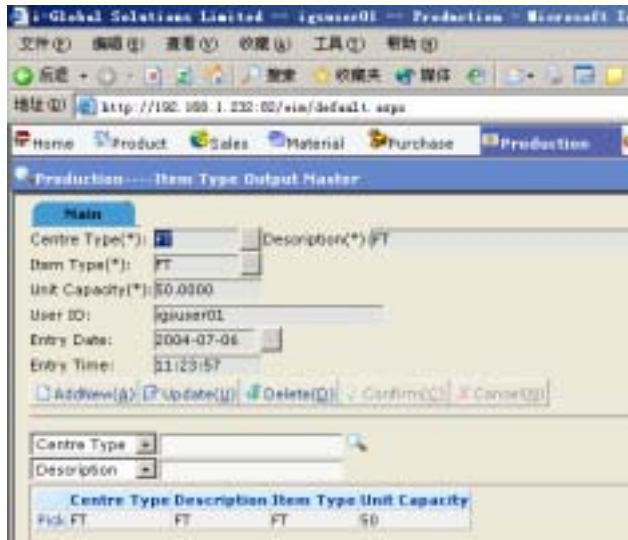 i-Global Solutions Limited -- igsuser01 -- Production - Microsoft I
文件(F) 编辑(E) 查看(V) 收藏(A) 工具(T) 帮助(H)
后退 搜索 收藏夹 媒体
地址(D) http://192.168.1.232:82/eim/default.aspx
Home Product Sales Material Purchase Production
Production----Item Type Output Master
Main
Centre Type(*): Description(*): FT
Item Type(*): FT
Unit Capacity(*): 50.0000
User ID: igsuser01
Entry Date: 2004-07-06
Entry Time: 11:23:57
AddNew(A) Update(U) Delete(D) Confirm(C) Cancel(N)
Centre Type
Description
Centre Type Description Item Type Unit Capacity
Pick FT FT FT 50